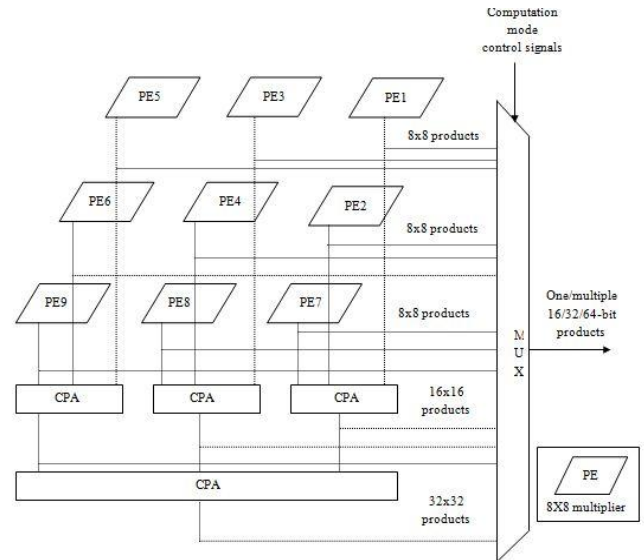 Computation
mode
control signals
PE5
PE3
PE1
8x8 products
PE6
PE4
PE2
8x8 products
PE9
PE8
PE7
8x8 products
One/multiple
16/32/64-bit
products
M
U
X
CPA
CPA
CPA
16x16
products
CPA
32x32
products
PE
8X8 multiplier